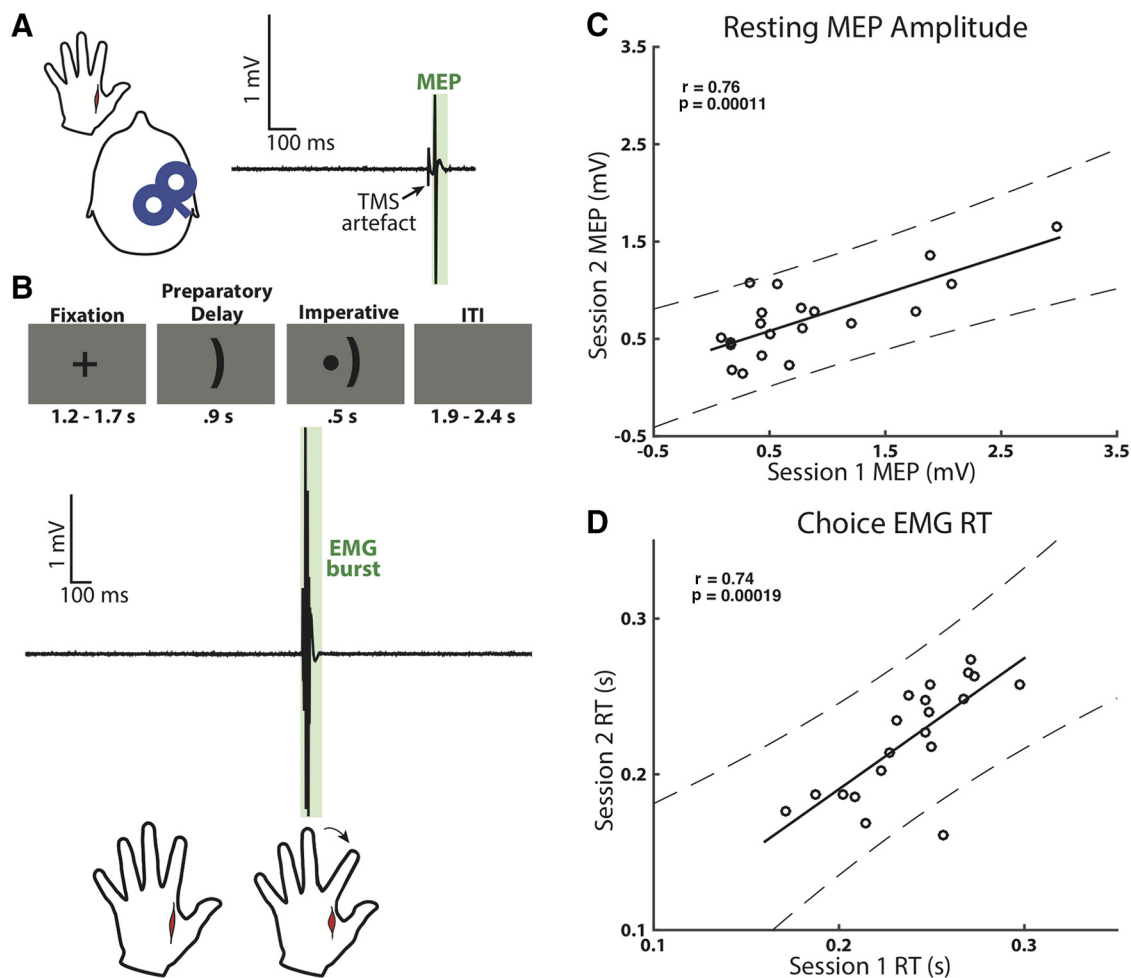 A
1 mV
100 ms
MEP
TMS
artefact
B
Fixation
Preparatory
Delay
Imperative
ITI
+
)
•)
1.2 - 1.7 s
.9 s
.5 s
1.9 - 2.4 s
1 mV
100 ms
EMG
burst
C
Resting MEP Amplitude
r = 0.76
p = 0.00011
Session 2 MEP (mV)
3.5
2.5
1.5
0.5
-0.5
-0.5
0.5
1.5
2.5
3.5
Session 1 MEP (mV)
D
Choice EMG RT
r = 0.74
p = 0.00019
Session 2 RT (s)
0.3
0.2
0.1
0.1
0.2
0.3
Session 1 RT (s)